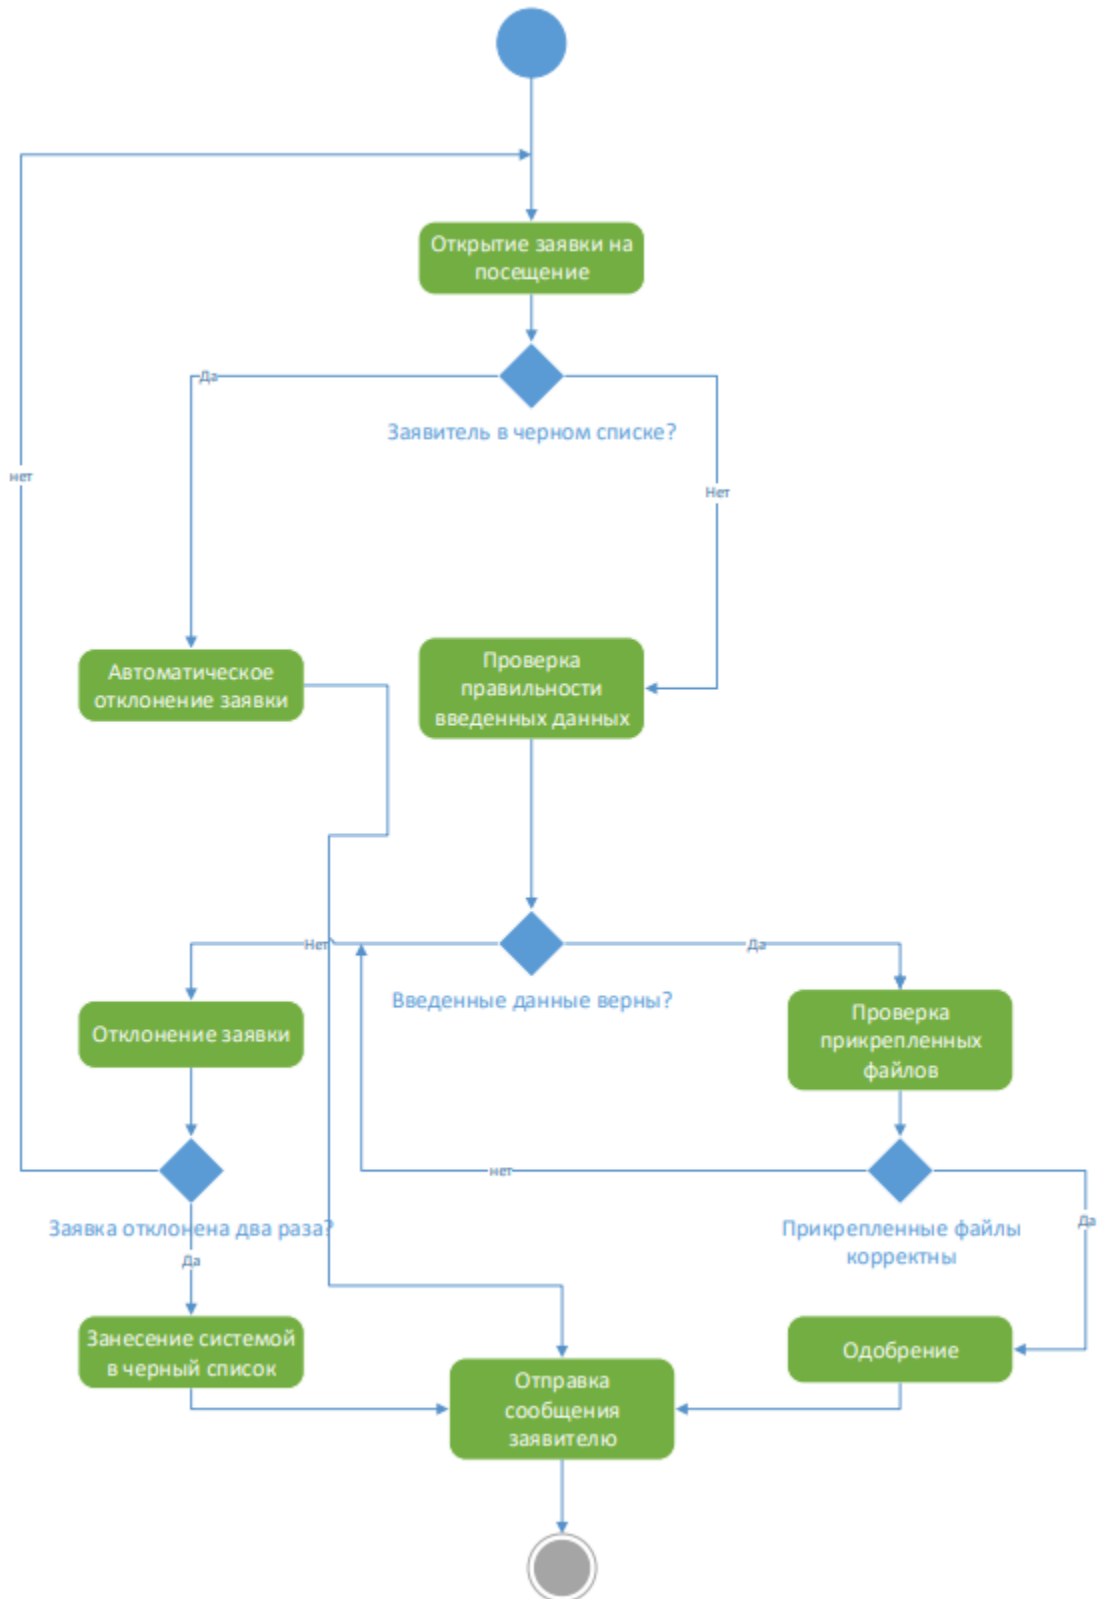 Открытие заявки на
посещение
Да
Заявитель в черном списке?
нет
Нет
Автоматическое
отклонение заявки
Проверка
правильности
введенных данных
Нет
Да
Введенные данные верны?
Отклонение заявки
Проверка
прикрепленных
файлов
нет
Заявка отклонена два раза?
Да
Прикрепленные файлы
корректны
Да
Занесение системой
в черный список
Одобрение
Отправка
сообщения
заявителю